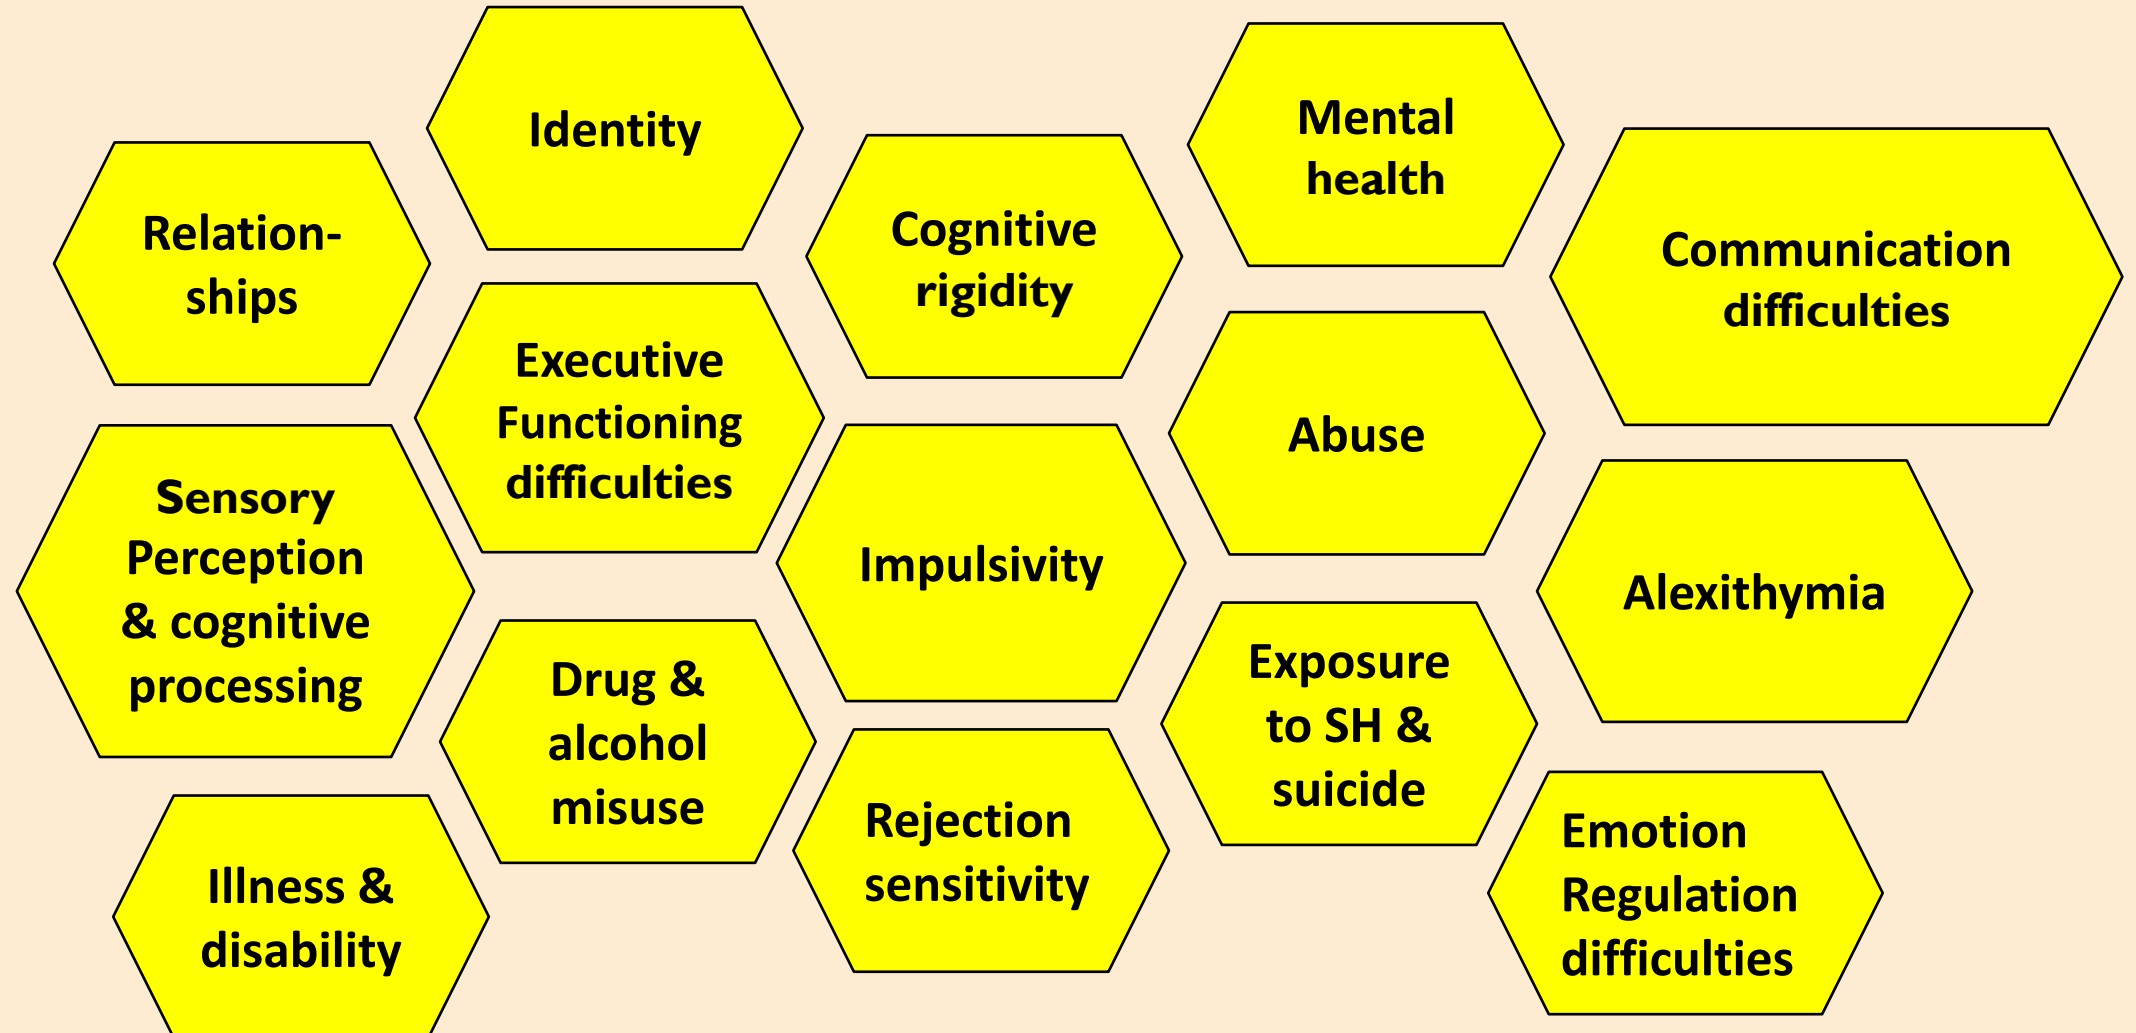 Identity
Mental
health
Relation-
ships
Cognitive
rigidity
Communication
difficulties
Executive
Functioning
difficulties
Abuse
Sensory
Perception
& cognitive
processing
Impulsivity
Alexithymia
Drug &
alcohol
misuse
Exposure
to SH &
suicide
Rejection
sensitivity
Emotion
Regulation
difficulties
Illness &
disability